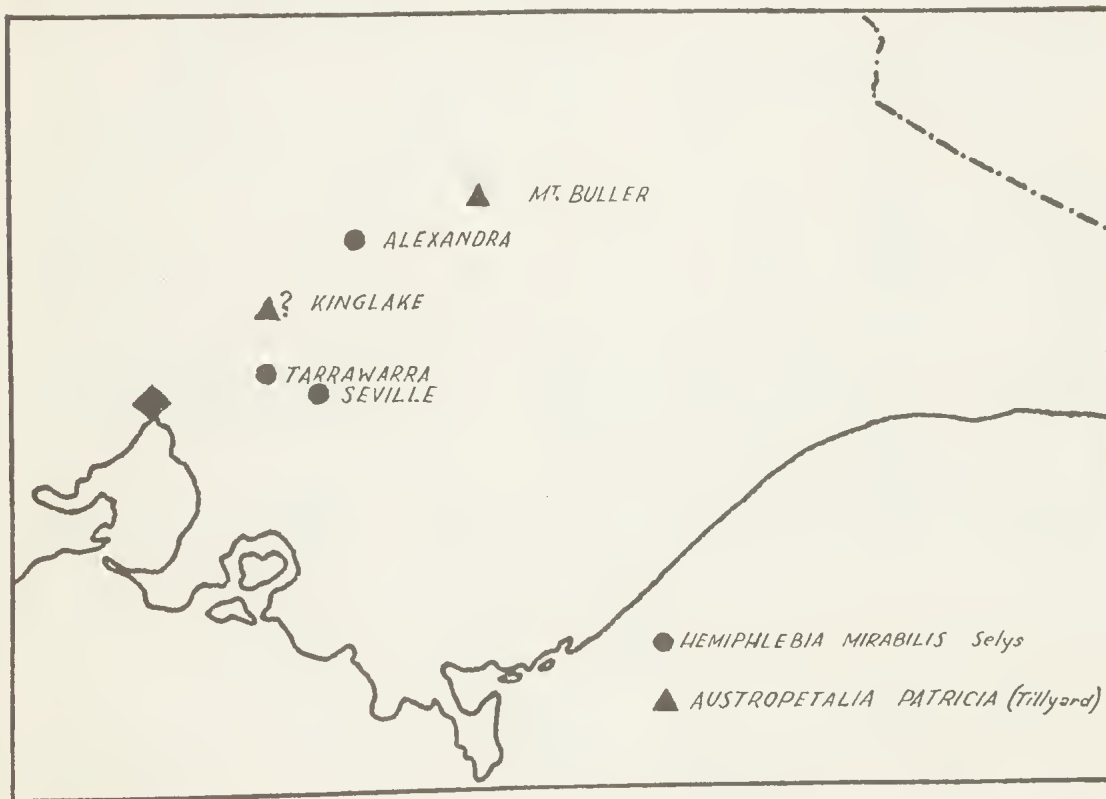 MT. BULLER
ALEXANDRA
? KINGLAKE
TARRAWARRA
SEVILLE
HEMIPHLEBIA MIRABILIS Selys
AUSTROPETALIA PATRICIA (Tillyard)